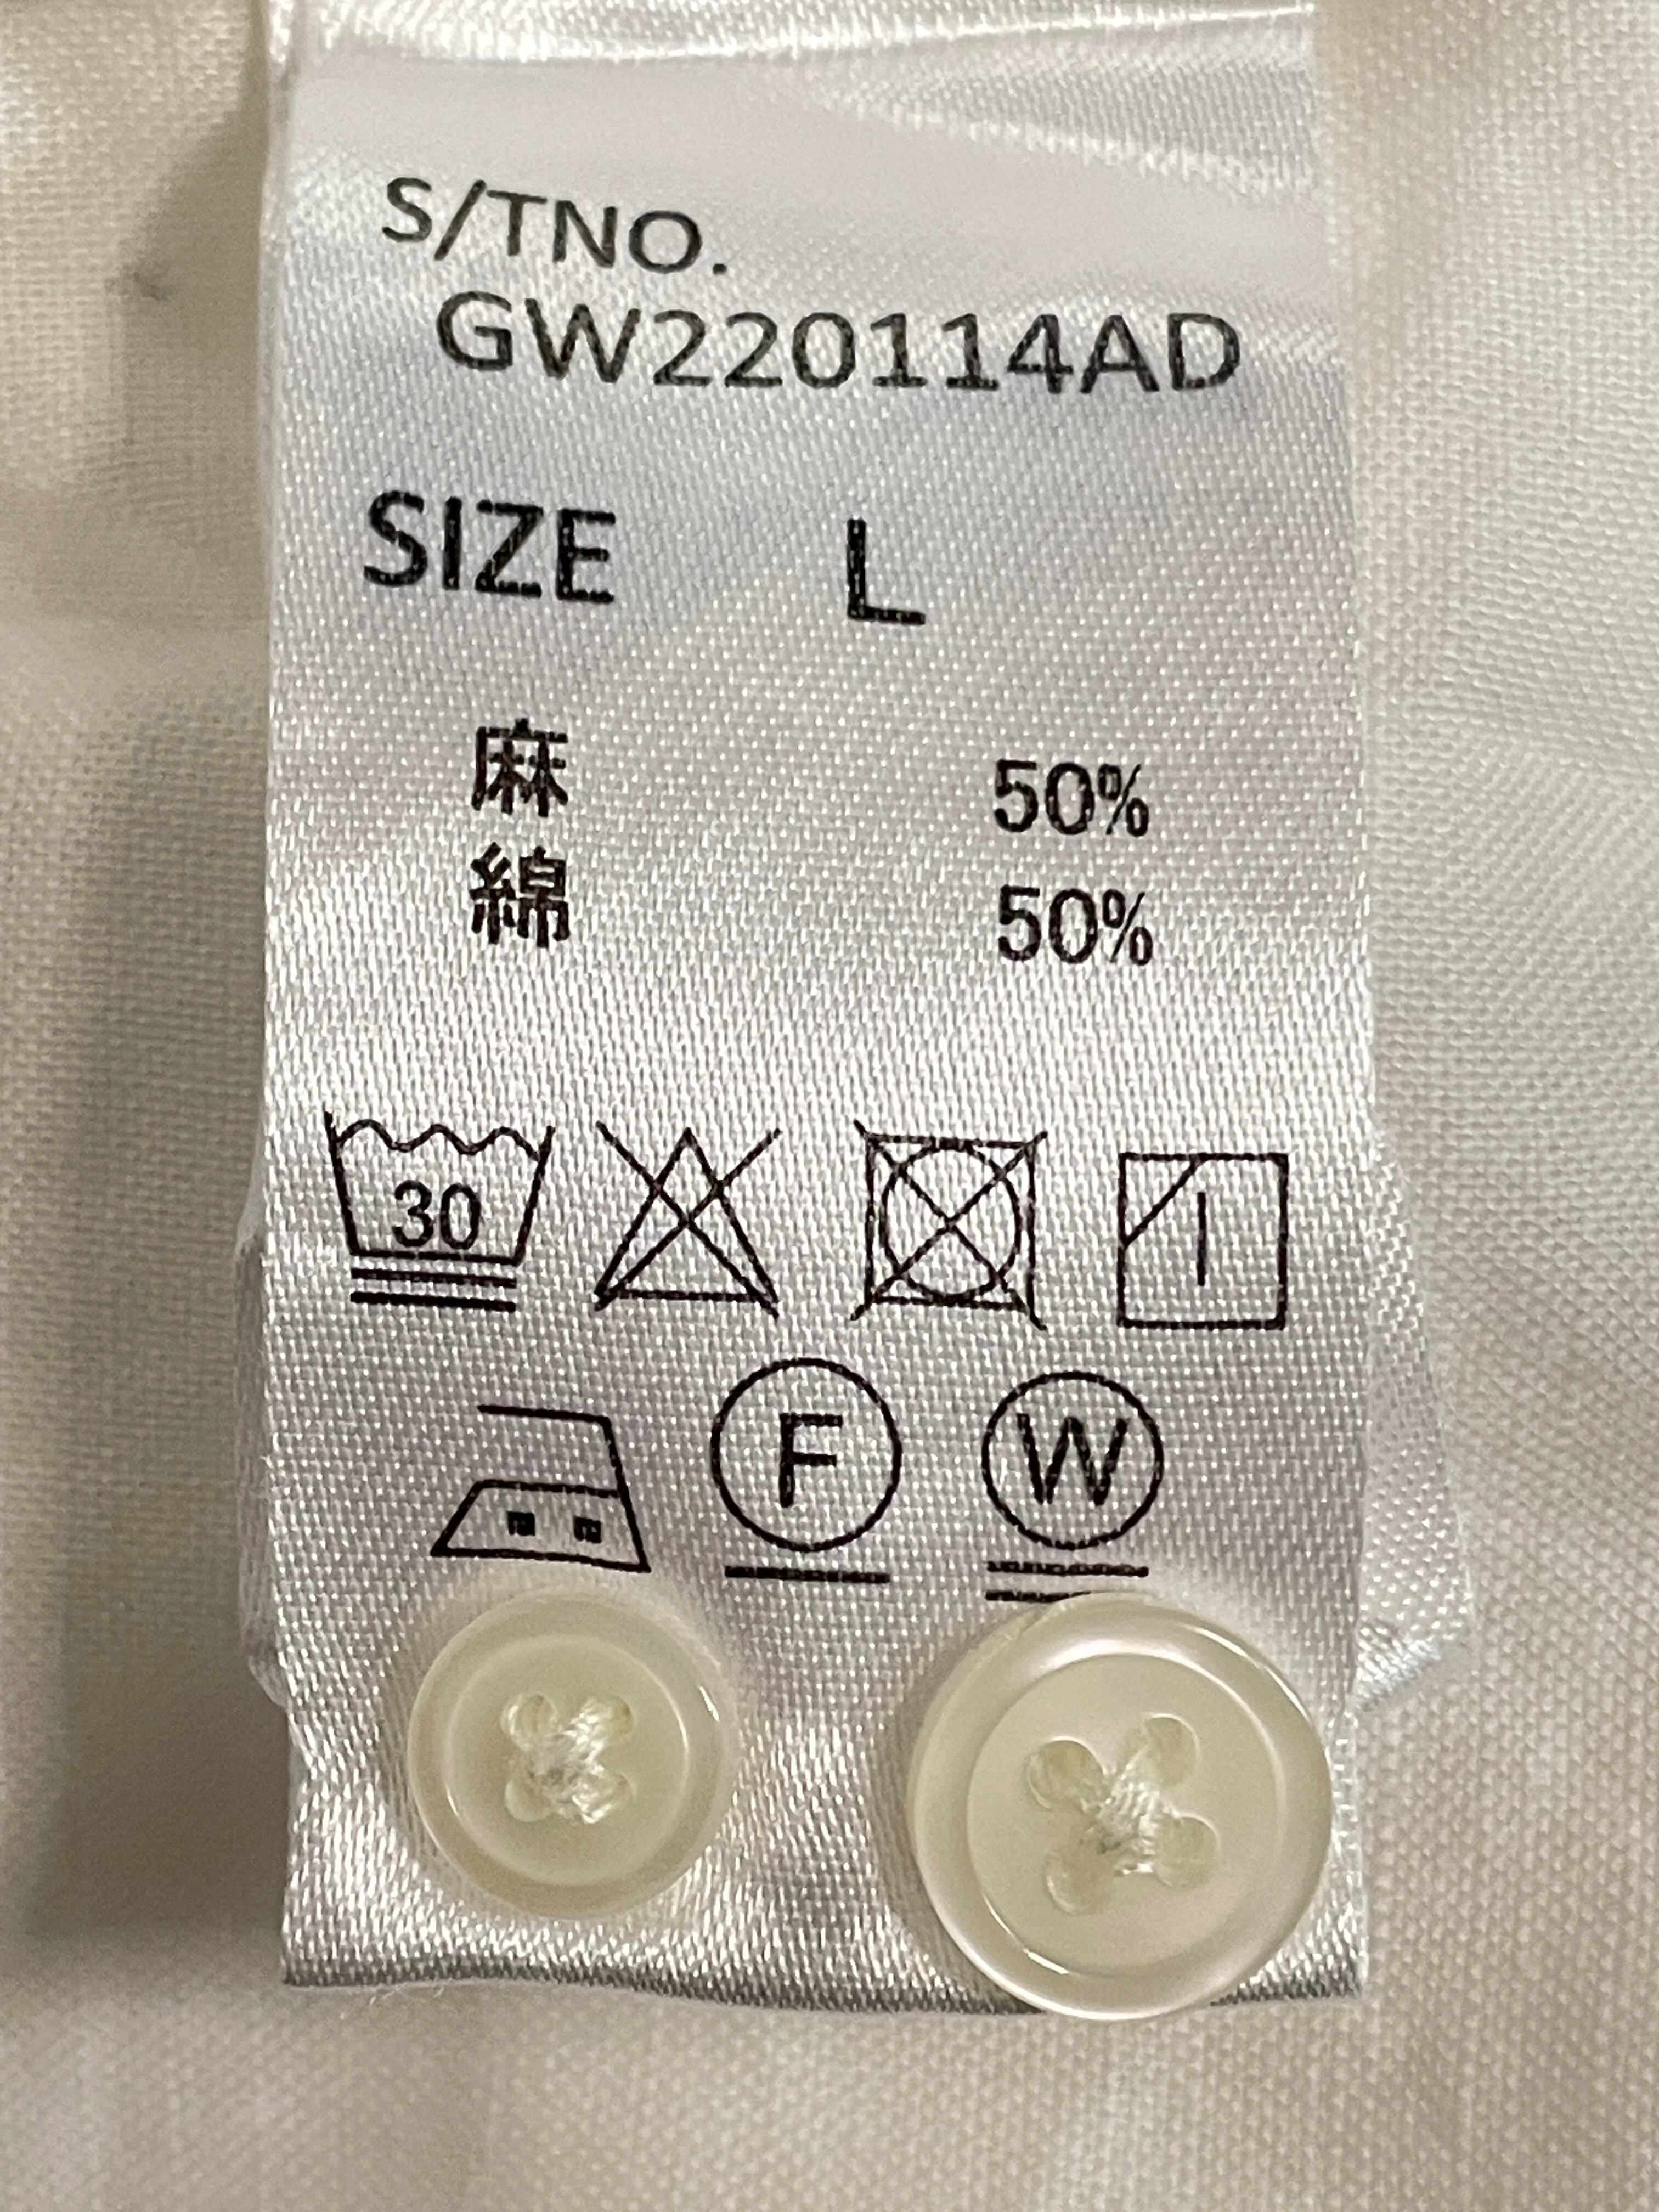 S/TNO.
GW220114AD
SIZE L
麻 50%
綿 50%
30
F W